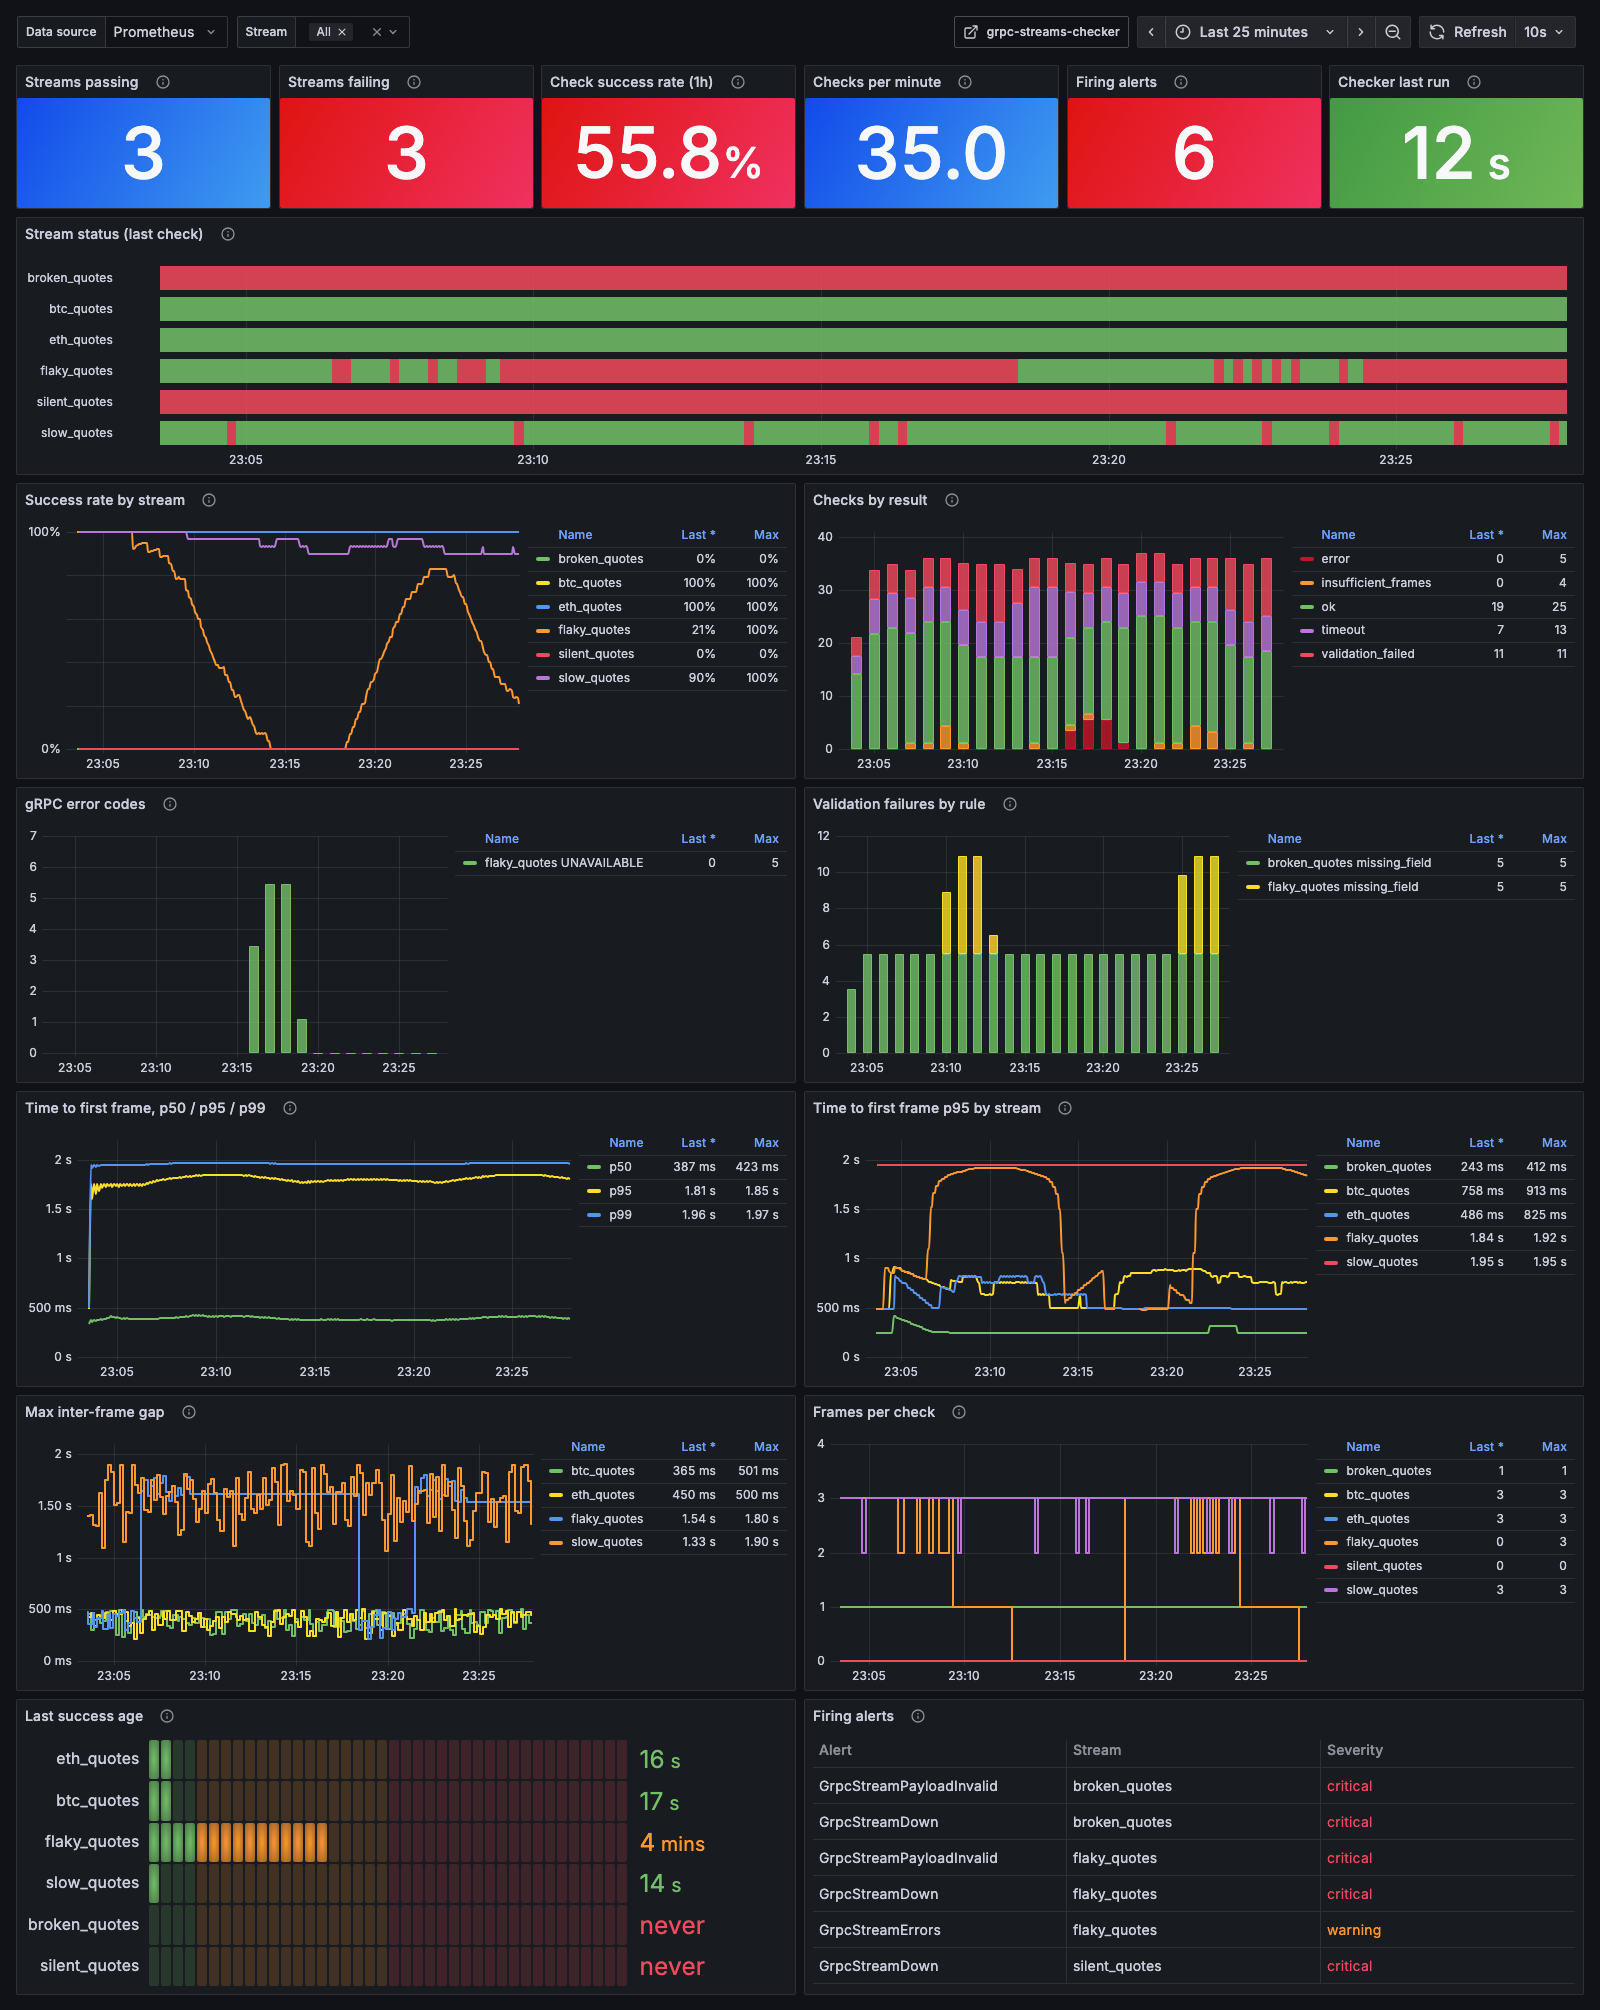 Data source Prometheus Stream All grpc-streams-checker Last 25 minutes Refresh 10s
Streams passing Streams failing Check success rate (1h) Checks per minute Firing alerts Checker last run
3 3 55.8% 35.0 6 12 s
Stream status (last check)
broken_quotes
btc_quotes
eth_quotes
flaky_quotes
silent_quotes
slow_quotes
23:05 23:10 23:15 23:20 23:25
Success rate by stream
100%
0%
23:05 23:10 23:15 23:20 23:25
Name Last * Max
broken_quotes 0% 0%
btc_quotes 100% 100%
eth_quotes 100% 100%
flaky_quotes 21% 100%
silent_quotes 0% 0%
slow_quotes 90% 100%
Checks by result
40
30
20
10
0
23:05 23:10 23:15 23:20 23:25
Name Last * Max
error 0 5
insufficient_frames 0 4
ok 19 25
timeout 7 13
validation_failed 11 11
gRPC error codes
7
6
5
4
3
2
1
0
23:05 23:10 23:15 23:20 23:25
Name Last * Max
flaky_quotes UNAVAILABLE 0 5
Validation failures by rule
12
10
8
6
4
2
0
23:05 23:10 23:15 23:20 23:25
Name Last * Max
broken_quotes missing_field 5 5
flaky_quotes missing_field 5 5
Time to first frame, p50 / p95 / p99
2 s
1.5 s
1 s
500 ms
0 s
23:05 23:10 23:15 23:20 23:25
Name Last * Max
p50 387 ms 423 ms
p95 1.81 s 1.85 s
p99 1.96 s 1.97 s
Time to first frame p95 by stream
2 s
1.5 s
1 s
500 ms
0 s
23:05 23:10 23:15 23:20 23:25
Name Last * Max
broken_quotes 243 ms 412 ms
btc_quotes 758 ms 913 ms
eth_quotes 486 ms 825 ms
flaky_quotes 1.84 s 1.92 s
slow_quotes 1.95 s 1.95 s
Max inter-frame gap
2 s
1.50 s
1 s
500 ms
0 ms
23:05 23:10 23:15 23:20 23:25
Name Last * Max
btc_quotes 365 ms 501 ms
eth_quotes 450 ms 500 ms
flaky_quotes 1.54 s 1.80 s
slow_quotes 1.33 s 1.90 s
Frames per check
4
3
2
1
0
23:05 23:10 23:15 23:20 23:25
Name Last * Max
broken_quotes 1 1
btc_quotes 3 3
eth_quotes 3 3
flaky_quotes 0 3
silent_quotes 0 0
slow_quotes 3 3
Last success age
eth_quotes 16 s
btc_quotes 17 s
flaky_quotes 4 mins
slow_quotes 14 s
broken_quotes never
silent_quotes never
Firing alerts
Alert Stream Severity
GrpcStreamPayloadInvalid broken_quotes critical
GrpcStreamDown broken_quotes critical
GrpcStreamPayloadInvalid flaky_quotes critical
GrpcStreamDown flaky_quotes critical
GrpcStreamErrors flaky_quotes warning
GrpcStreamDown silent_quotes critical